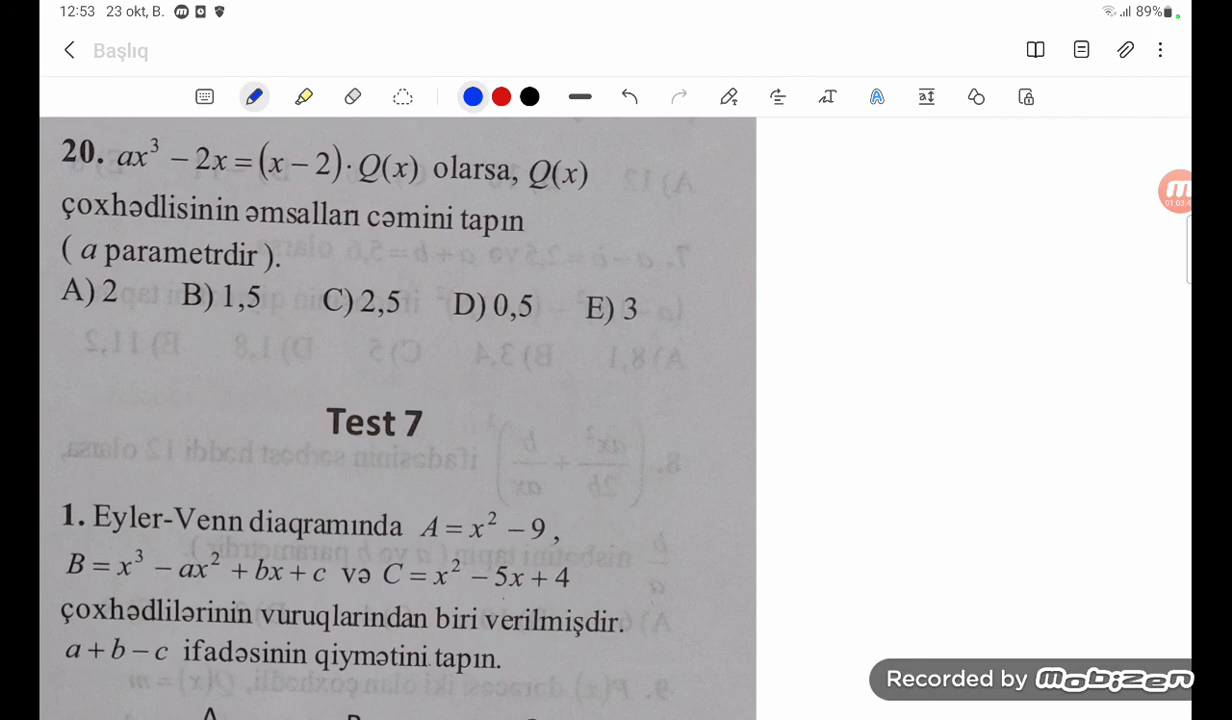 12:53 23 okt, B.
89%
Başlıq
20. ax³ − 2x = (x − 2) · Q(x) olarsa, Q(x)
çoxhədlisinin əmsalları cəmini tapın
( a parametrdir ).
A) 2 B) 1,5 C) 2,5 D) 0,5 E) 3
Test 7
1. Eyler-Venn diaqramında A = x² − 9 ,
B = x³ − ax² + bx + c və C = x² − 5x + 4
çoxhədlilərinin vuruqlarından biri verilmişdir.
a + b − c ifadəsinin qiymətini tapın.
Recorded by mobizen